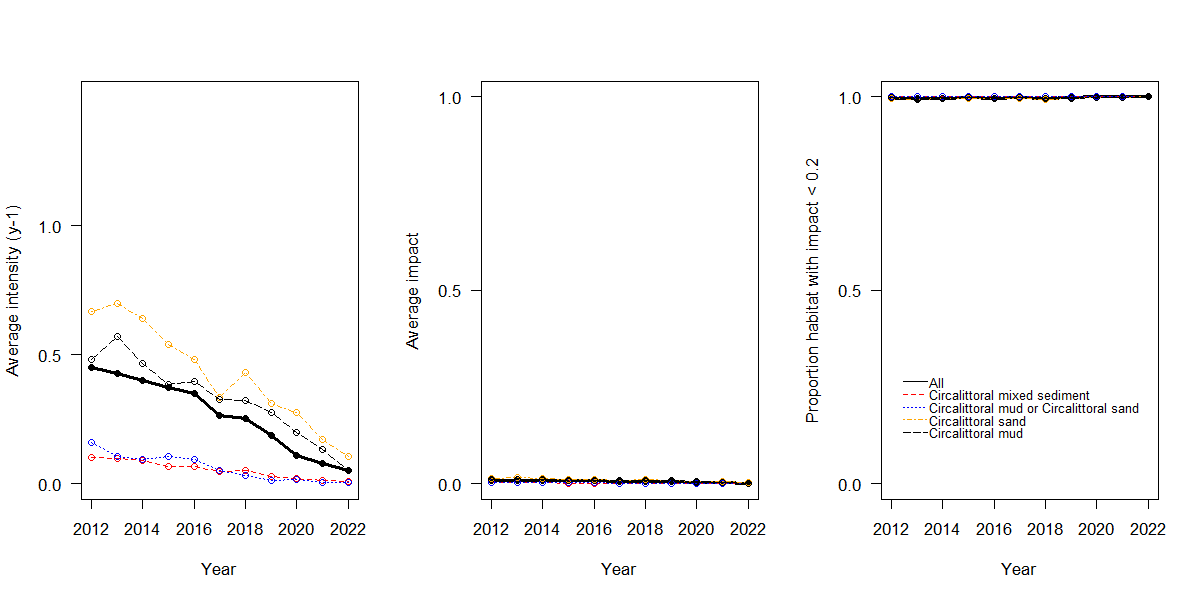 Average intensity (y-1)
1.0
0.5
0.0
2012 2014 2016 2018 2020 2022
Year
Average impact
1.0
0.5
0.0
2012 2014 2016 2018 2020 2022
Year
Proportion habitat with impact < 0.2
1.0
0.5
0.0
All
Circalittoral mixed sediment
Circalittoral mud or Circalittoral sand
Circalittoral sand
Circalittoral mud
2012 2014 2016 2018 2020 2022
Year